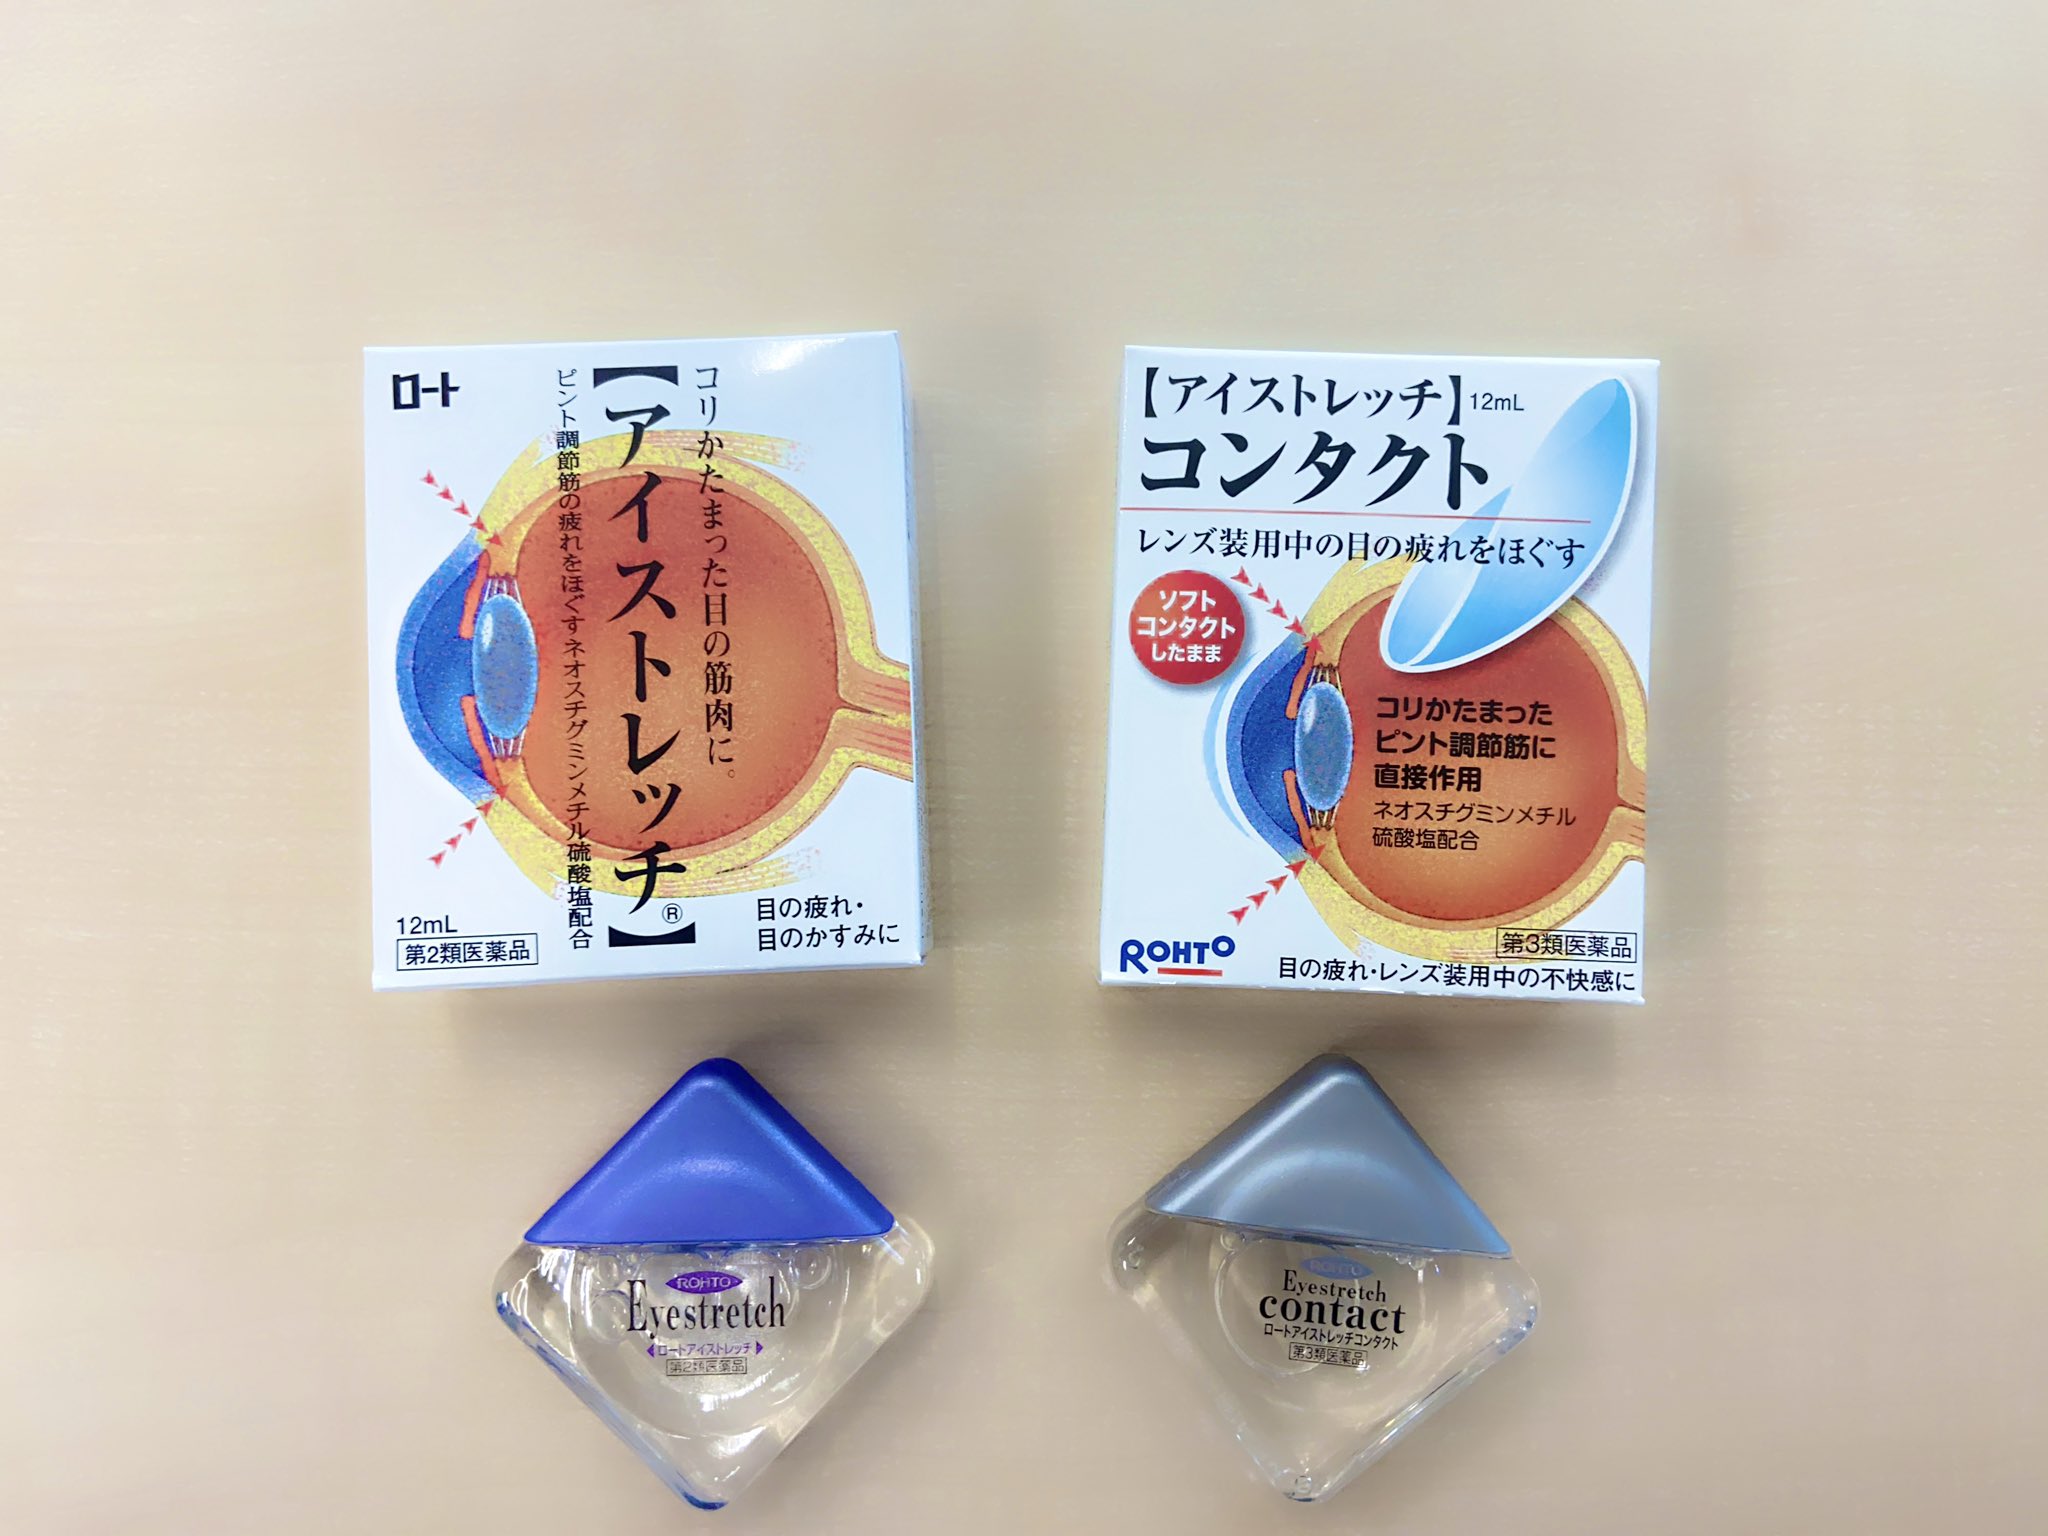 ロート
コリかたまった目の筋肉に。
【アイストレッチ】®
ピント調節筋の疲れをほぐすネオスチグミンメチル硫酸塩配合
12mL
第2類医薬品
目の疲れ・
目のかすみに
【アイストレッチ】12mL
コンタクト
レンズ装用中の目の疲れをほぐす
ソフト
コンタクト
したまま
コリかたまった
ピント調節筋に
直接作用
ネオスチグミンメチル
硫酸塩配合
第3類医薬品
ROHTO
目の疲れ・レンズ装用中の不快感に
ROHTO
Eyestretch
ロートアイストレッチ
第2類医薬品
ROHTO
Eyestretch
contact
ロートアイストレッチコンタクト
第3類医薬品